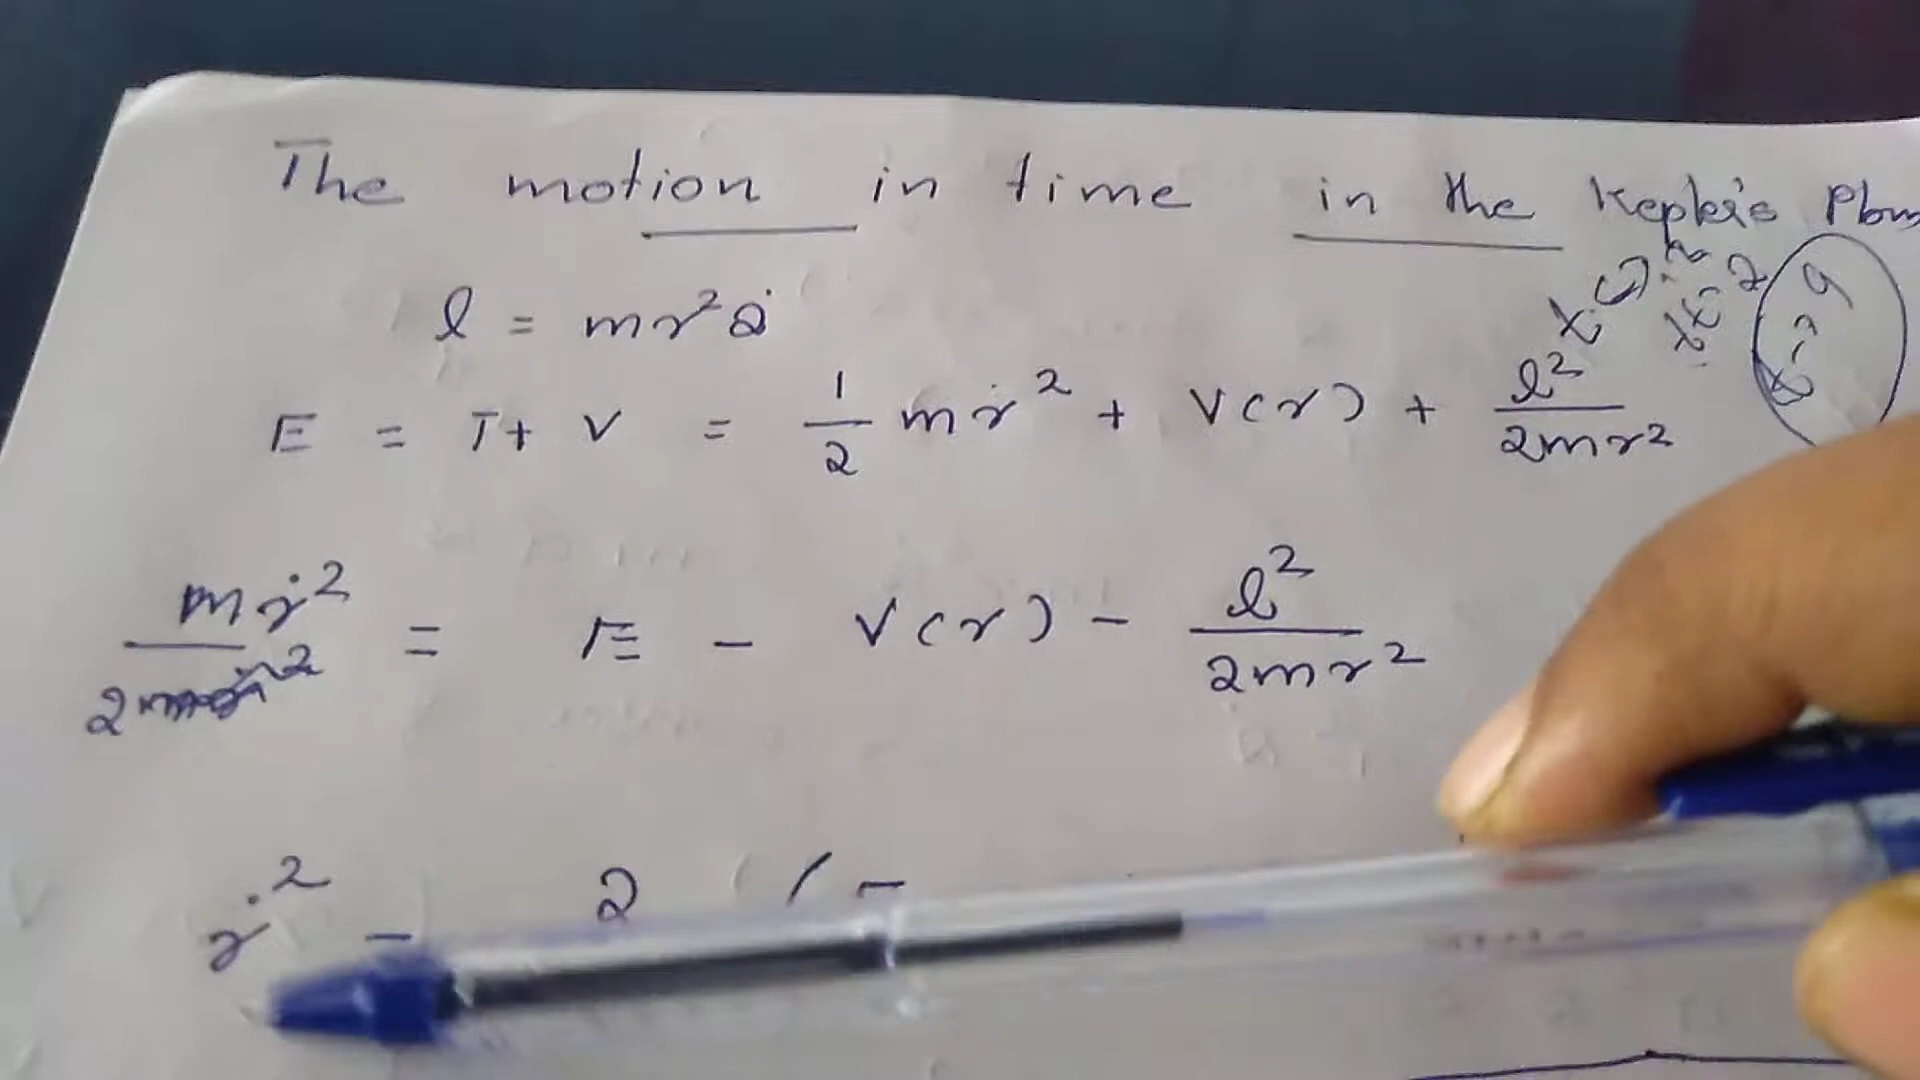 The motion in time in the Kepler's Pbm
l = mr²θ̇
E = T + V = 1/2 mṙ² + V(r) + l²/2mr²
mṙ²/2 = E - V(r) - l²/2mr²
ṙ² = 2 (